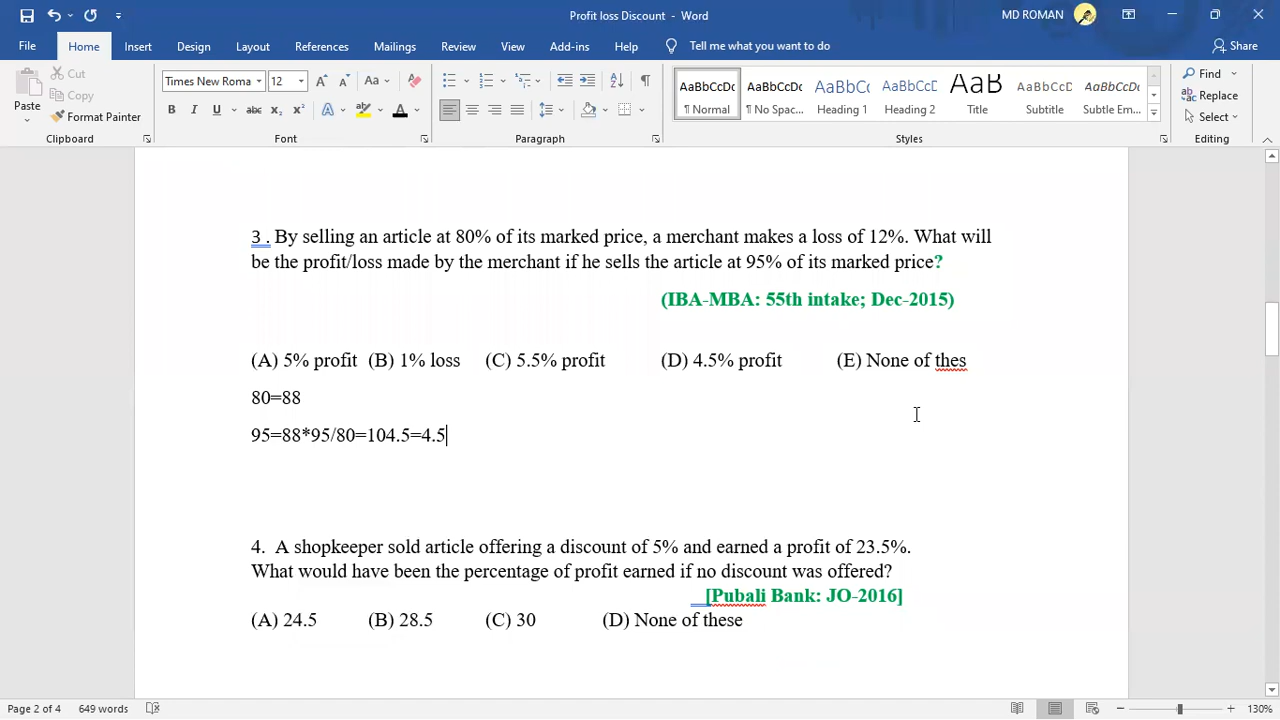 Profit loss Discount - Word
MD ROMAN
File Home Insert Design Layout References Mailings Review View Add-ins Help Tell me what you want to do Share
Paste
Cut
Copy
Format Painter
Clipboard
Times New Roma 12
Font
Paragraph
AaBbCcDc AaBbCcDc AaBbCc AaBbCcC AaB AaBbCcC AaBbCcDt
¶ Normal ¶ No Spac... Heading 1 Heading 2 Title Subtitle Subtle Em...
Styles
Find
Replace
Select
Editing
3 . By selling an article at 80% of its marked price, a merchant makes a loss of 12%. What will
be the profit/loss made by the merchant if he sells the article at 95% of its marked price?
(IBA-MBA: 55th intake; Dec-2015)
(A) 5% profit (B) 1% loss (C) 5.5% profit (D) 4.5% profit (E) None of thes
80=88
95=88*95/80=104.5=4.5
4. A shopkeeper sold article offering a discount of 5% and earned a profit of 23.5%.
What would have been the percentage of profit earned if no discount was offered?
[Pubali Bank: JO-2016]
(A) 24.5 (B) 28.5 (C) 30 (D) None of these
Page 2 of 4 649 words 130%